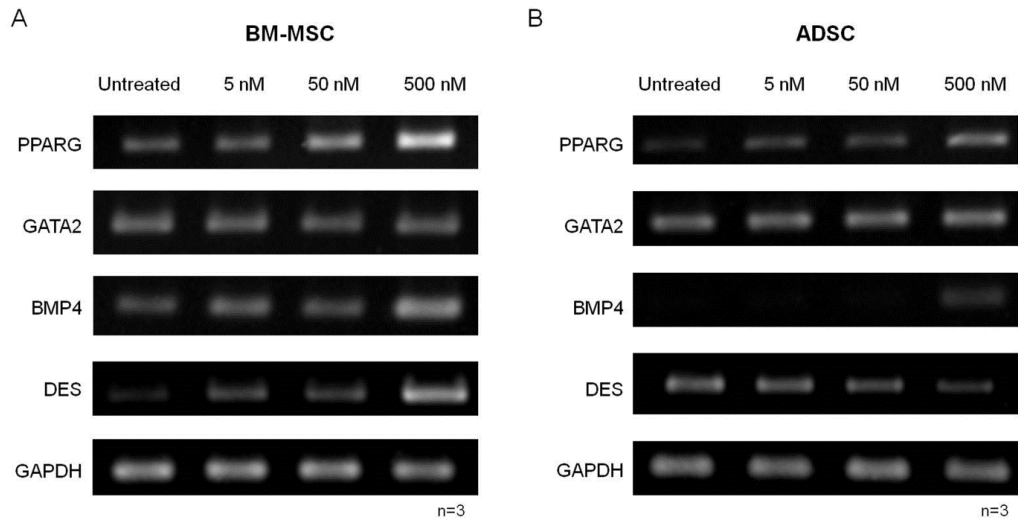 A
BM-MSC
Untreated 5 nM 50 nM 500 nM
PPARG
GATA2
BMP4
DES
GAPDH
n=3
B
ADSC
Untreated 5 nM 50 nM 500 nM
PPARG
GATA2
BMP4
DES
GAPDH
n=3